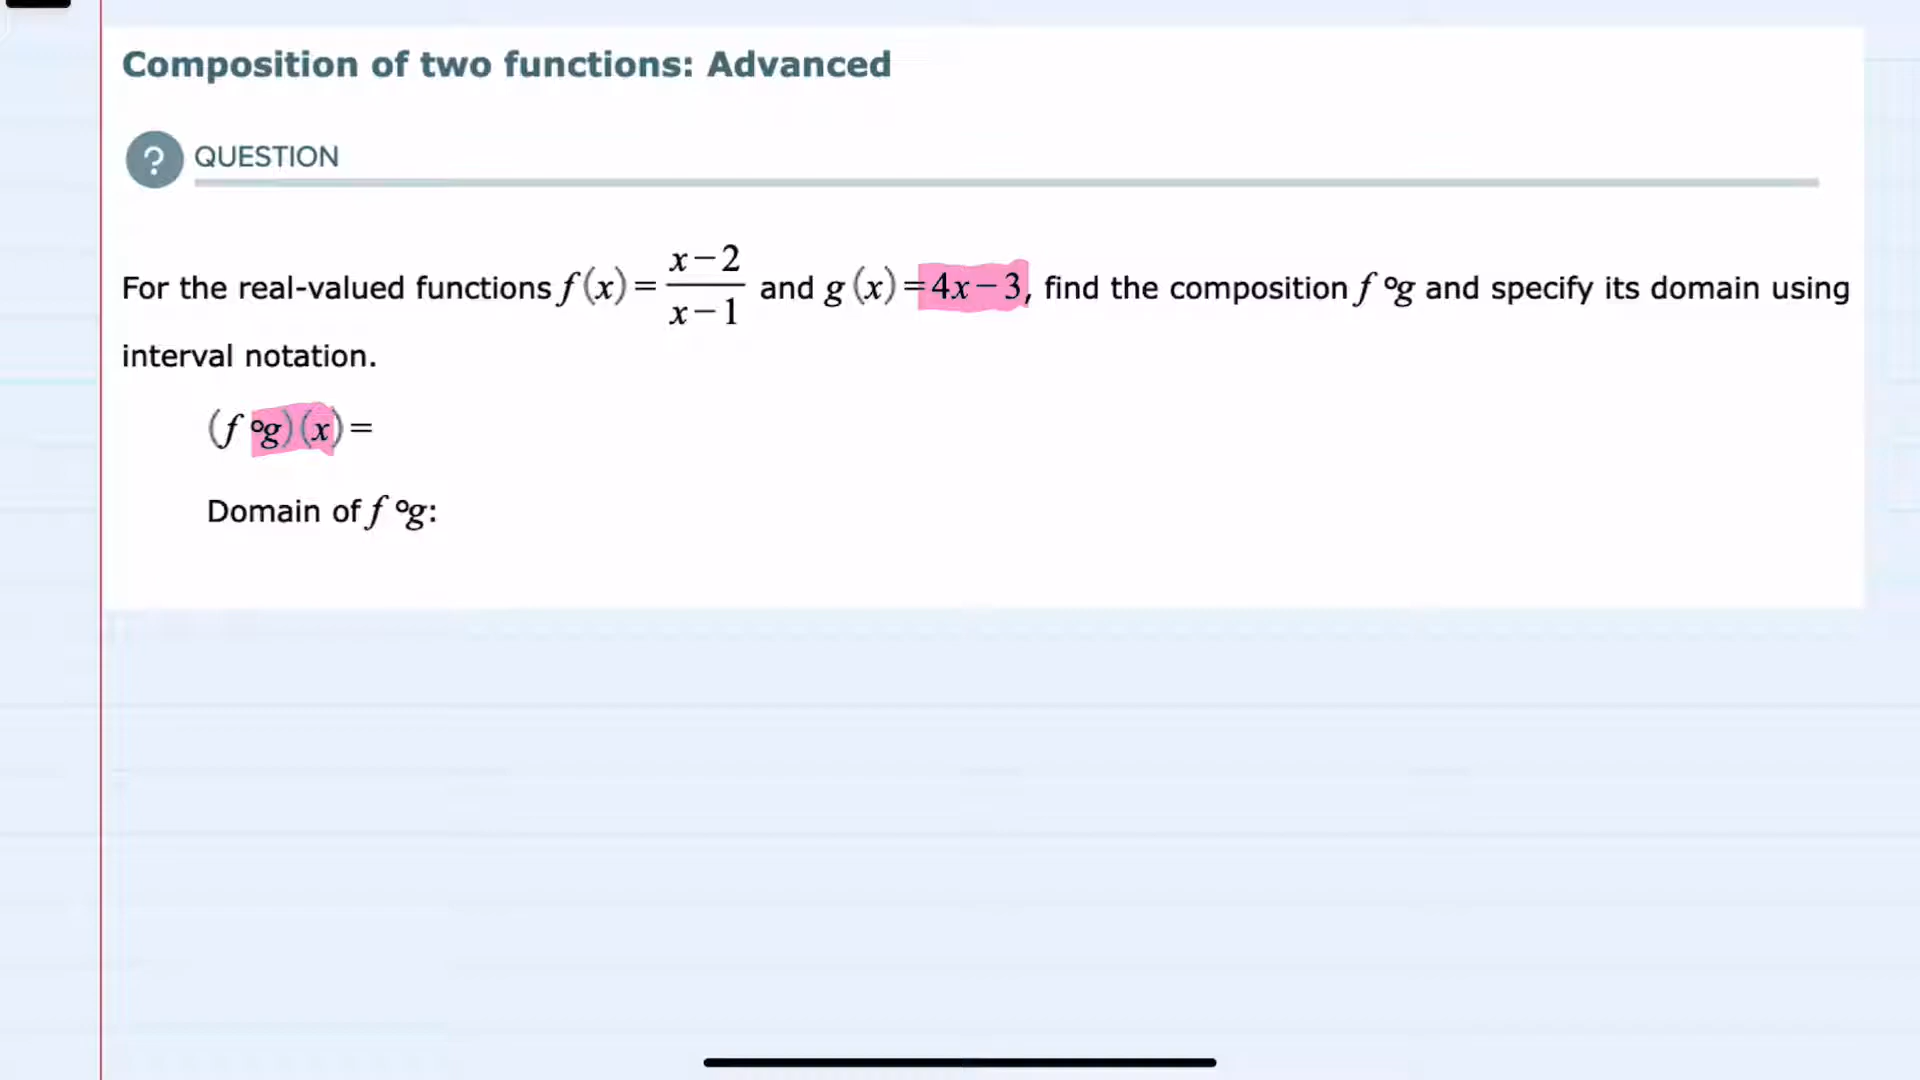 Composition of two functions: Advanced
? QUESTION
For the real-valued functions f(x)=\frac{x-2}{x-1} and g(x)=4x-3, find the composition f∘g and specify its domain using
interval notation.
(f∘g)(x)=
Domain of f∘g: